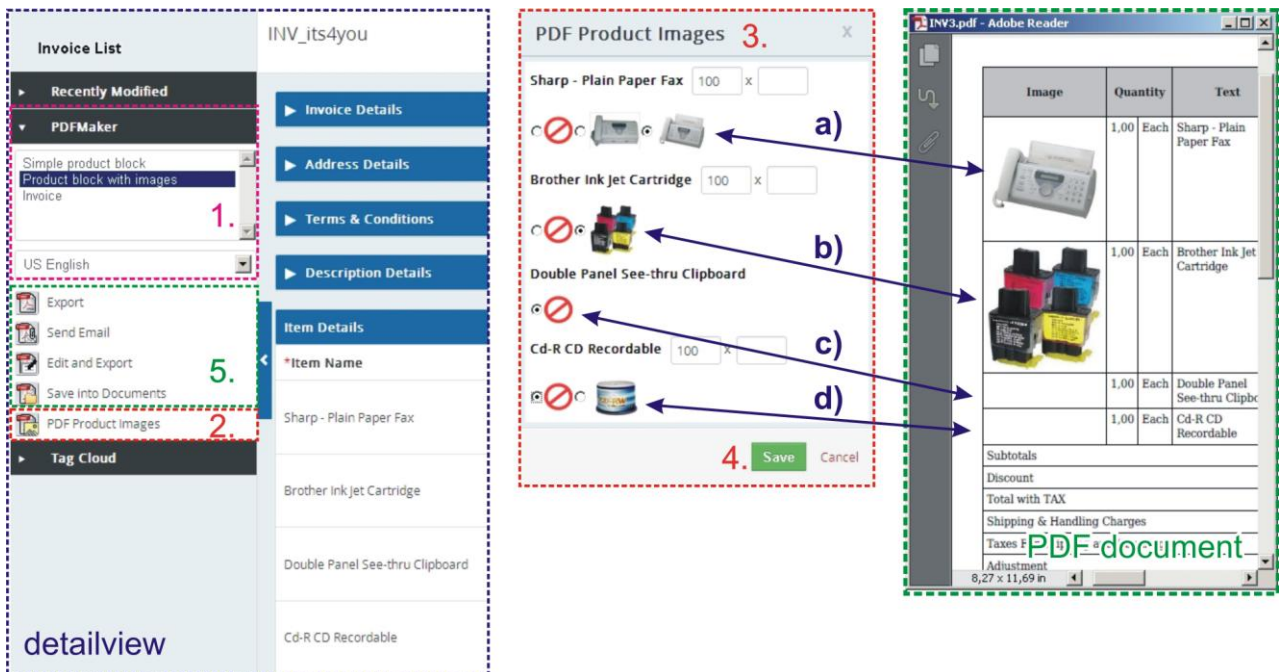 Invoice List
Recently Modified
PDFMaker
Simple product block
Product block with images
Invoice
1.
US English
Export
Send Email
Edit and Export
5.
Save into Documents
PDF Product Images
2.
Tag Cloud
detailview
INV_its4you
Invoice Details
Address Details
Terms & Conditions
Description Details
Item Details
*Item Name
Sharp - Plain Paper Fax
Brother Ink Jet Cartridge
Double Panel See-thru Clipboard
Cd-R CD Recordable
PDF Product Images 3. x
Sharp - Plain Paper Fax 100 x
a)
Brother Ink Jet Cartridge 100 x
b)
Double Panel See-thru Clipboard
c)
Cd-R CD Recordable 100 x
d)
4. Save Cancel
INV3.pdf - Adobe Reader
Image Quantity Text
1,00 Each Sharp - Plain
Paper Fax
1,00 Each Brother Ink Jet
Cartridge
1,00 Each Double Panel
See-thru Clipbo
1,00 Each Cd-R CD
Recordable
Subtotals
Discount
Total with TAX
Shipping & Handling Charges
Taxes
PDF document
Adjustment
8,27 x 11,69 in